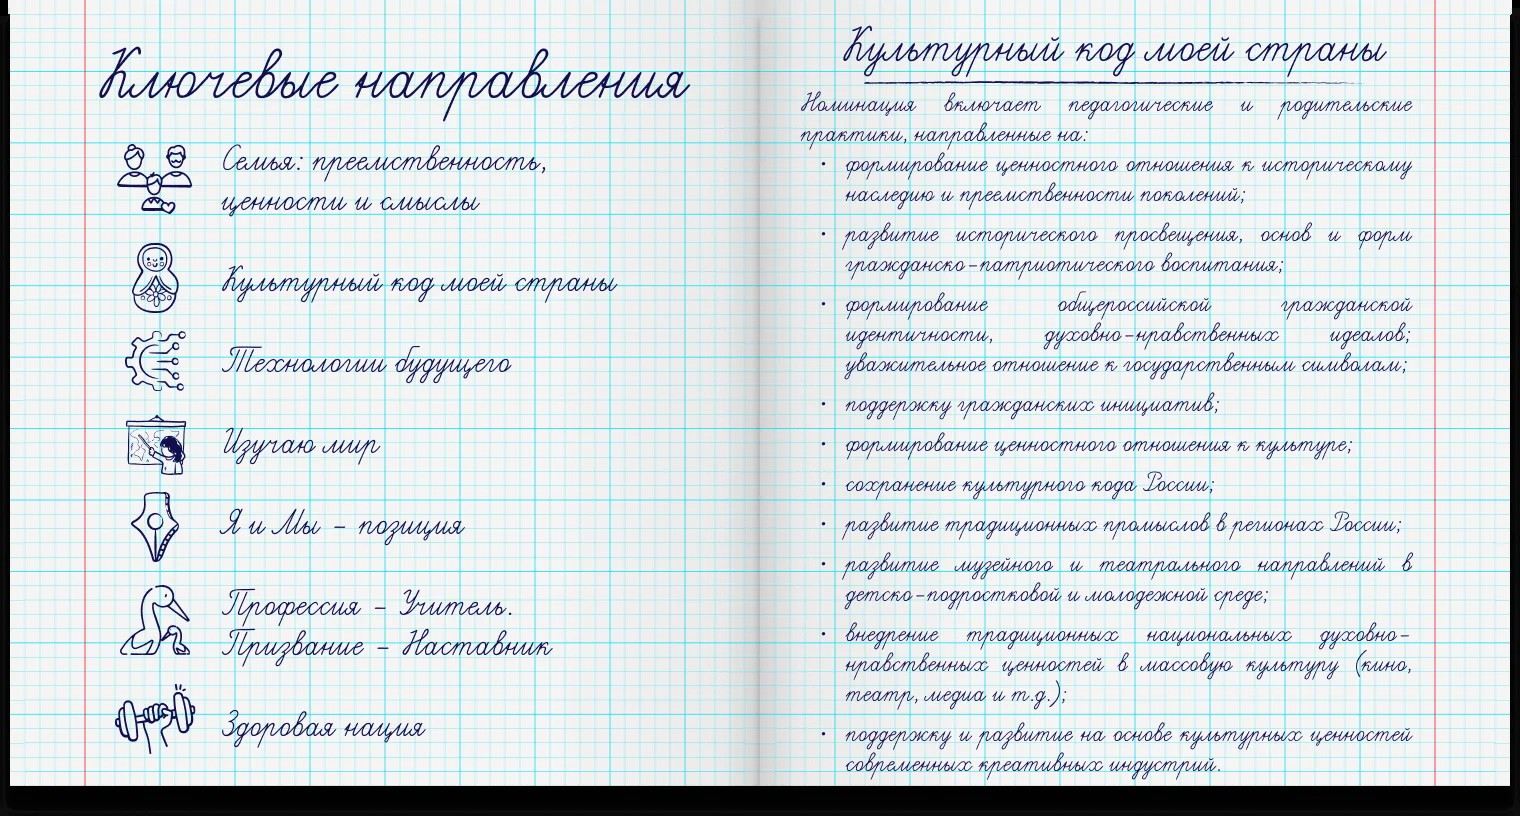 Ключевые направления
Семья: преемственность,
ценности и смыслы
Культурный код моей страны
Технологии будущего
Изучаю мир
Я и Мы – позиция
Профессия – Учитель.
Призвание – Наставник
Здоровая нация
Культурный код моей страны
Номинация включает педагогические и родительские
практики, направленные на:
• формирование ценностного отношения к историческому
наследию и преемственности поколений;
• развитие исторического просвещения, основ и форм
гражданско-патриотического воспитания;
• формирование общероссийской гражданской
идентичности, духовно-нравственных идеалов;
уважительное отношение к государственным символам;
• поддержку гражданских инициатив;
• формирование ценностного отношения к культуре;
• сохранение культурного кода России;
• развитие традиционных промыслов в регионах России;
• развитие музейного и театрального направлений в
детско-подростковой и молодежной среде;
• внедрение традиционных национальных духовно-
нравственных ценностей в массовую культуру (кино,
театр, медиа и т.д.);
• поддержку и развитие на основе культурных ценностей
современных креативных индустрий.